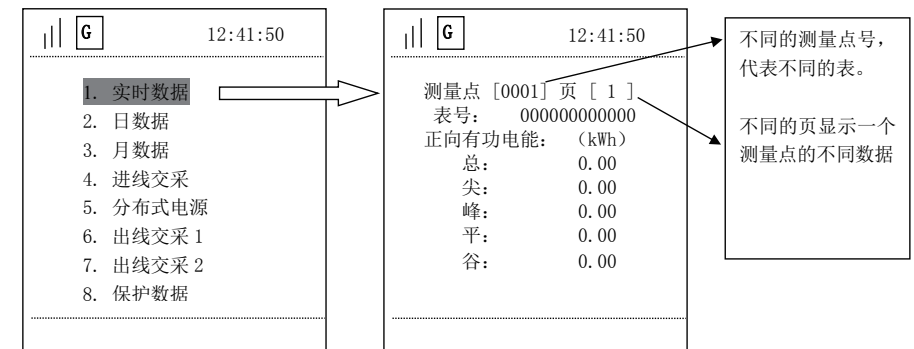 G 12:41:50
1. 实时数据
2. 日数据
3. 月数据
4. 进线交采
5. 分布式电源
6. 出线交采 1
7. 出线交采 2
8. 保护数据
G 12:41:50
测量点 [0001] 页 [ 1 ]
表号: 000000000000
正向有功电能: (kWh)
总: 0.00
尖: 0.00
峰: 0.00
平: 0.00
谷: 0.00
不同的测量点号,
代表不同的表。
不同的页显示一个
测量点的不同数据